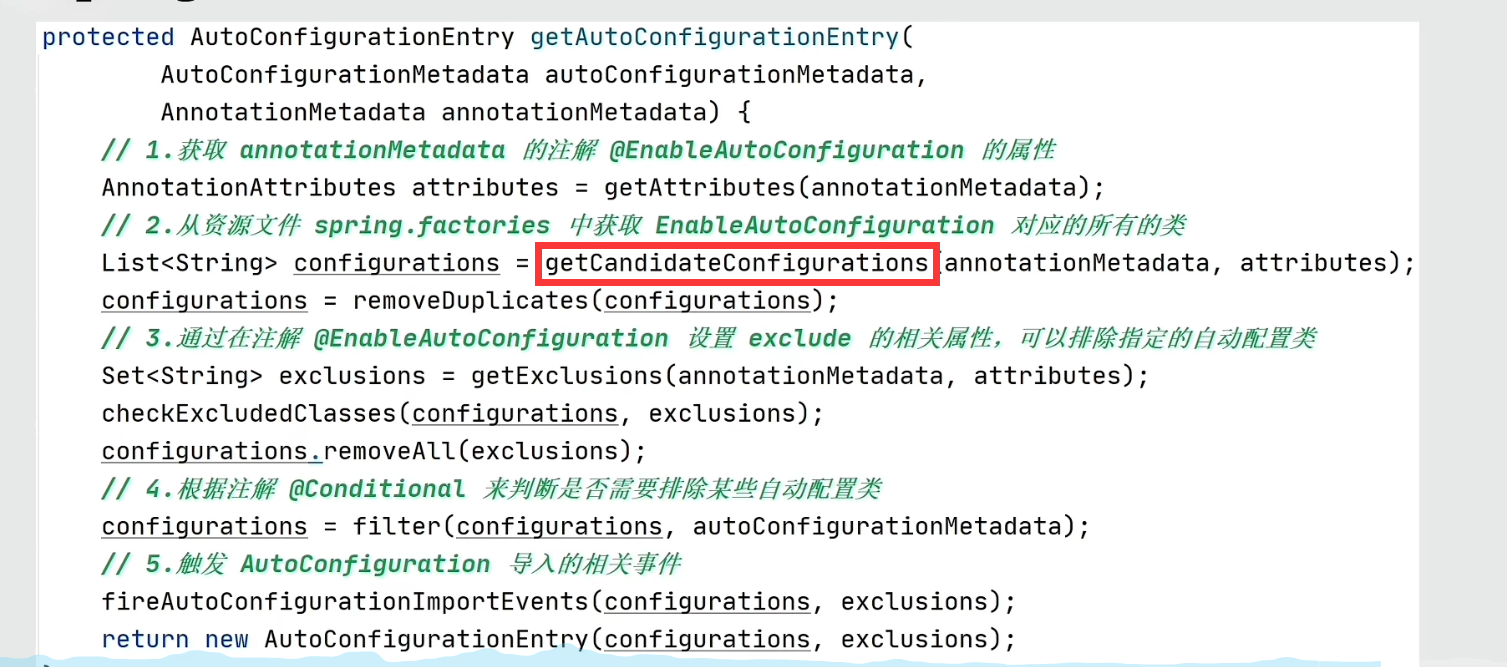 protected AutoConfigurationEntry getAutoConfigurationEntry(
AutoConfigurationMetadata autoConfigurationMetadata,
AnnotationMetadata annotationMetadata) {
// 1.获取 annotationMetadata 的注解 @EnableAutoConfiguration 的属性
AnnotationAttributes attributes = getAttributes(annotationMetadata);
// 2.从资源文件 spring.factories 中获取 EnableAutoConfiguration 对应的所有的类
List<String> configurations = getCandidateConfigurations(annotationMetadata, attributes);
configurations = removeDuplicates(configurations);
// 3.通过在注解 @EnableAutoConfiguration 设置 exclude 的相关属性，可以排除指定的自动配置类
Set<String> exclusions = getExclusions(annotationMetadata, attributes);
checkExcludedClasses(configurations, exclusions);
configurations.removeAll(exclusions);
// 4.根据注解 @Conditional 来判断是否需要排除某些自动配置类
configurations = filter(configurations, autoConfigurationMetadata);
// 5.触发 AutoConfiguration 导入的相关事件
fireAutoConfigurationImportEvents(configurations, exclusions);
return new AutoConfigurationEntry(configurations, exclusions);